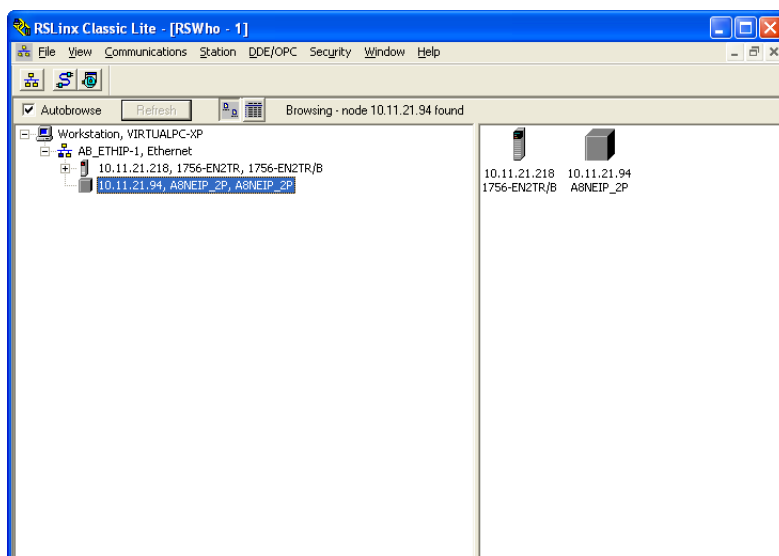 RSLinx Classic Lite - [RSWho - 1]
File View Communications Station DDE/OPC Security Window Help
Autobrowse Refresh Browsing - node 10.11.21.94 found
Workstation, VIRTUALPC-XP
AB_ETHIP-1, Ethernet
10.11.21.218, 1756-EN2TR, 1756-EN2TR/B
10.11.21.94, A8NEIP_2P, A8NEIP_2P
10.11.21.218 10.11.21.94
1756-EN2TR/B A8NEIP_2P